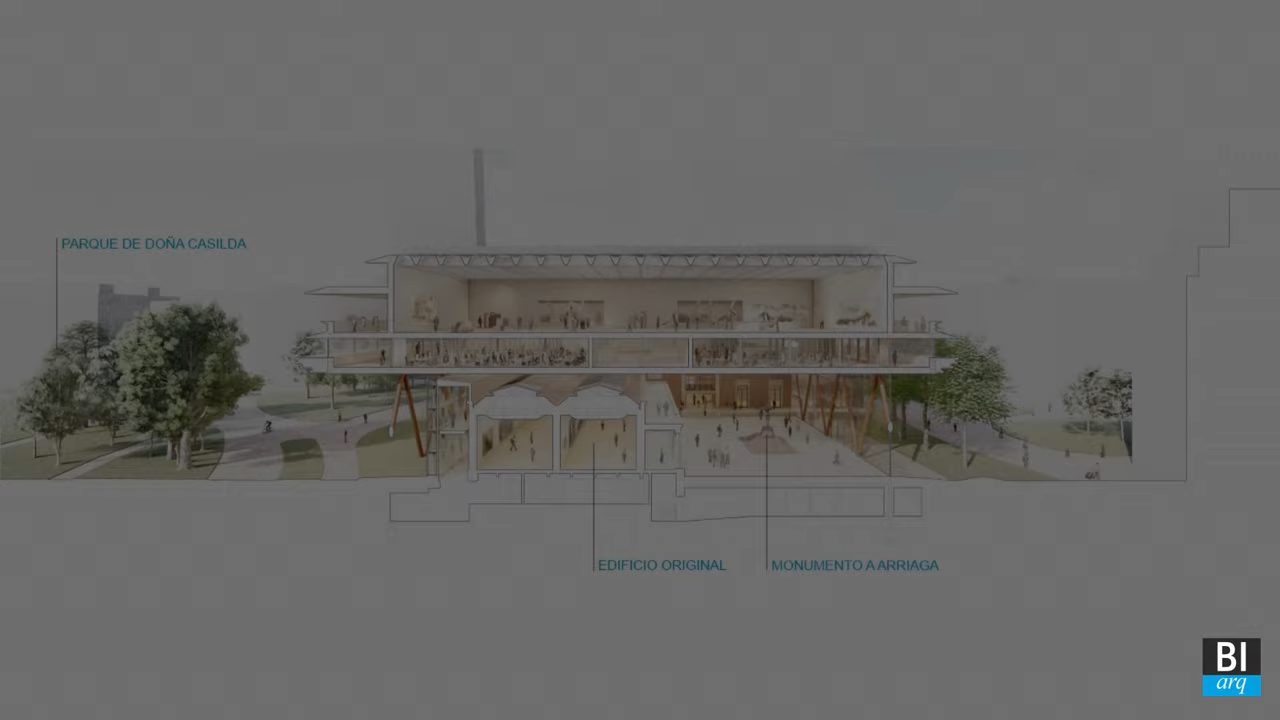 PARQUE DE DOÑA CASILDA
EDIFICIO ORIGINAL
MONUMENTO A ARRIAGA
BI
arq